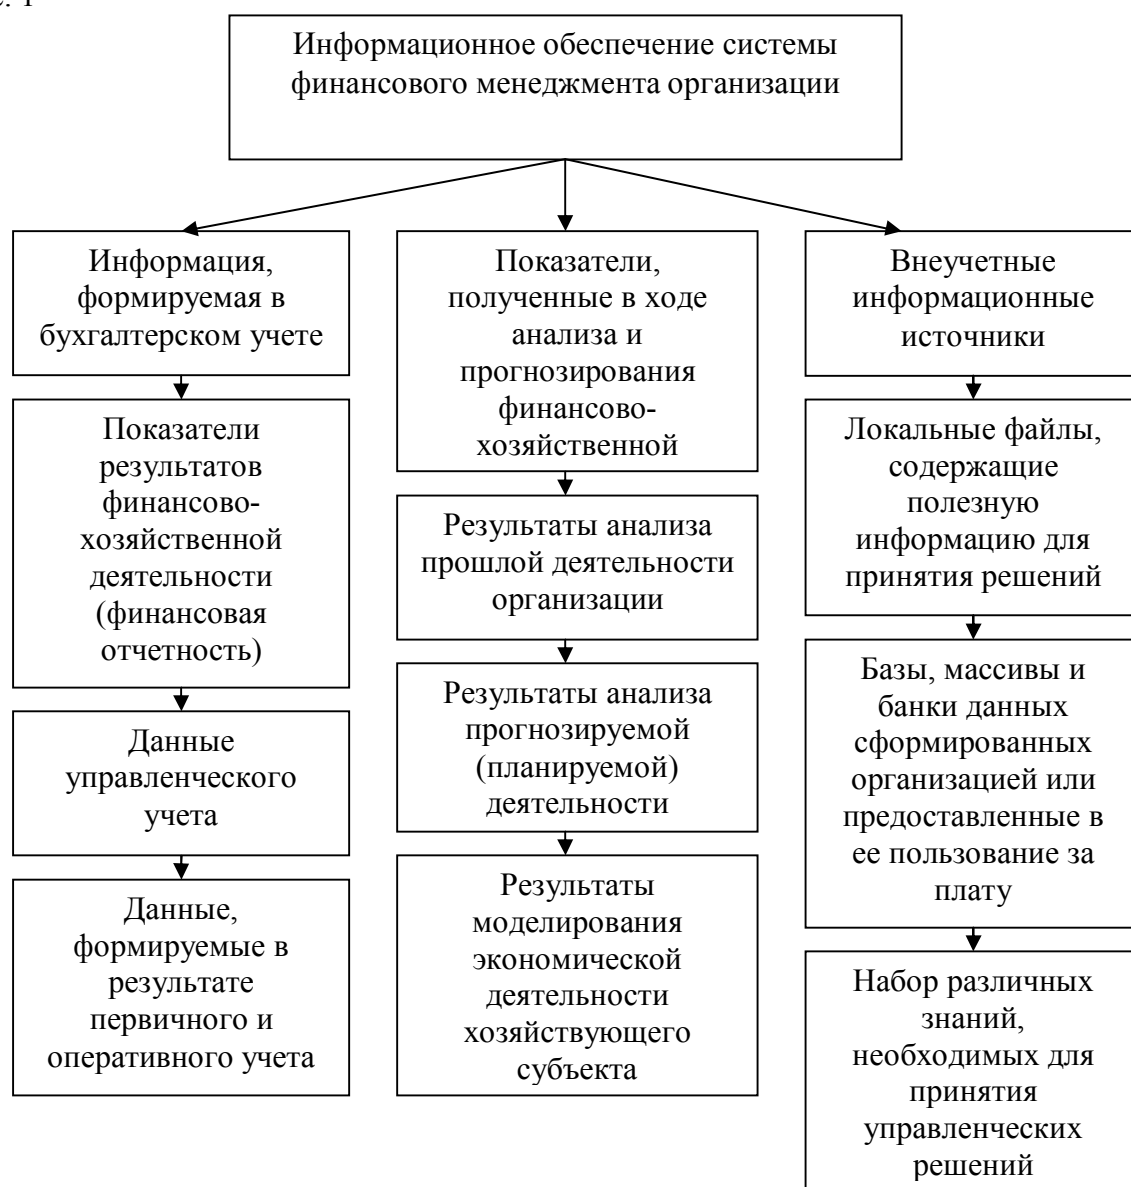 Информационное обеспечение системы
финансового менеджмента организации
Информация,
формируемая в
бухгалтерском учете
Показатели
результатов
финансово-
хозяйственной
деятельности
(финансовая
отчетность)
Данные
управленческого
учета
Данные,
формируемые в
результате
первичного и
оперативного учета
Показатели,
полученные в ходе
анализа и
прогнозирования
финансово-
хозяйственной
Результаты анализа
прошлой деятельности
организации
Результаты анализа
прогнозируемой
(планируемой)
деятельности
Результаты
моделирования
экономической
деятельности
хозяйствующего
субъекта
Внеучетные
информационные
источники
Локальные файлы,
содержащие
полезную
информацию для
принятия решений
Базы, массивы и
банки данных
сформированных
организацией или
предоставленные в
ее пользование за
плату
Набор различных
знаний,
необходимых для
принятия
управленческих
решений